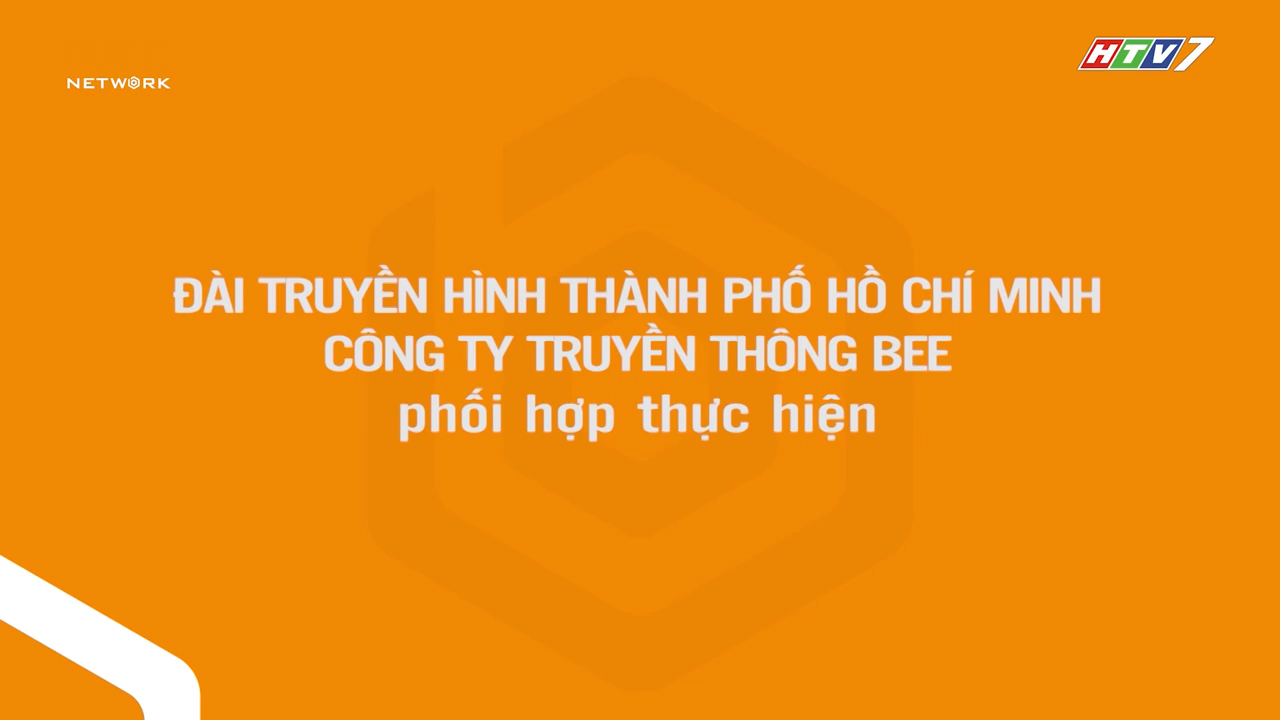 NETWORK
HTV7
ĐÀI TRUYỀN HÌNH THÀNH PHỐ HỒ CHÍ MINH
CÔNG TY TRUYỀN THÔNG BEE
phối hợp thực hiện